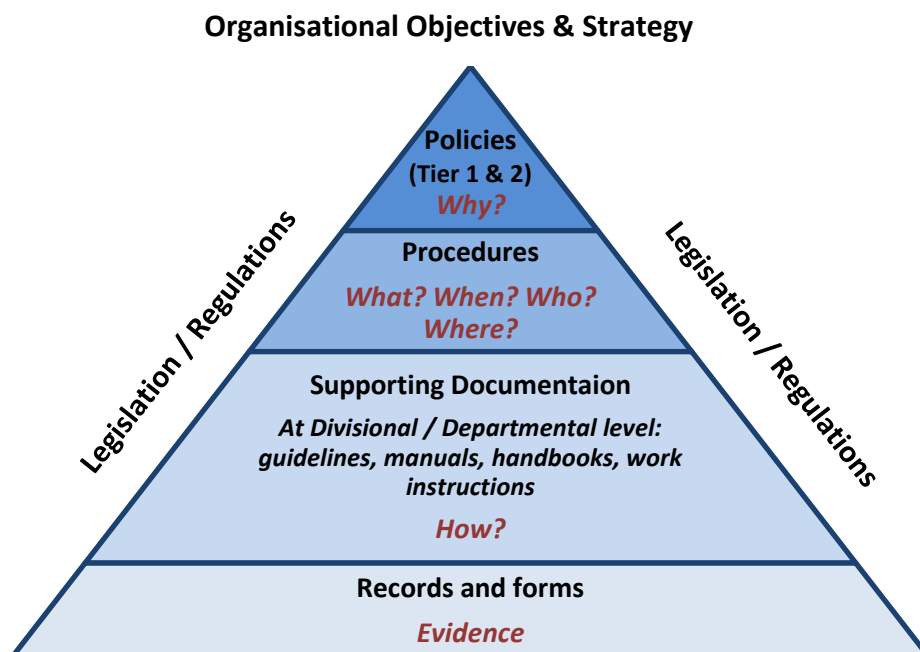 Organisational Objectives & Strategy
Policies
(Tier 1 & 2)
Why?
Legislation / Regulations
Legislation / Regulations
Procedures
What? When? Who?
Where?
Supporting Documentaion
At Divisional / Departmental level:
guidelines, manuals, handbooks, work
instructions
How?
Records and forms
Evidence